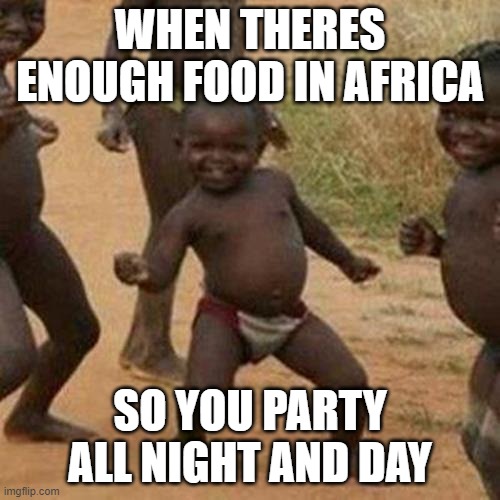 WHEN THERES
ENOUGH FOOD IN AFRICA
SO YOU PARTY
ALL NIGHT AND DAY
imgflip.com